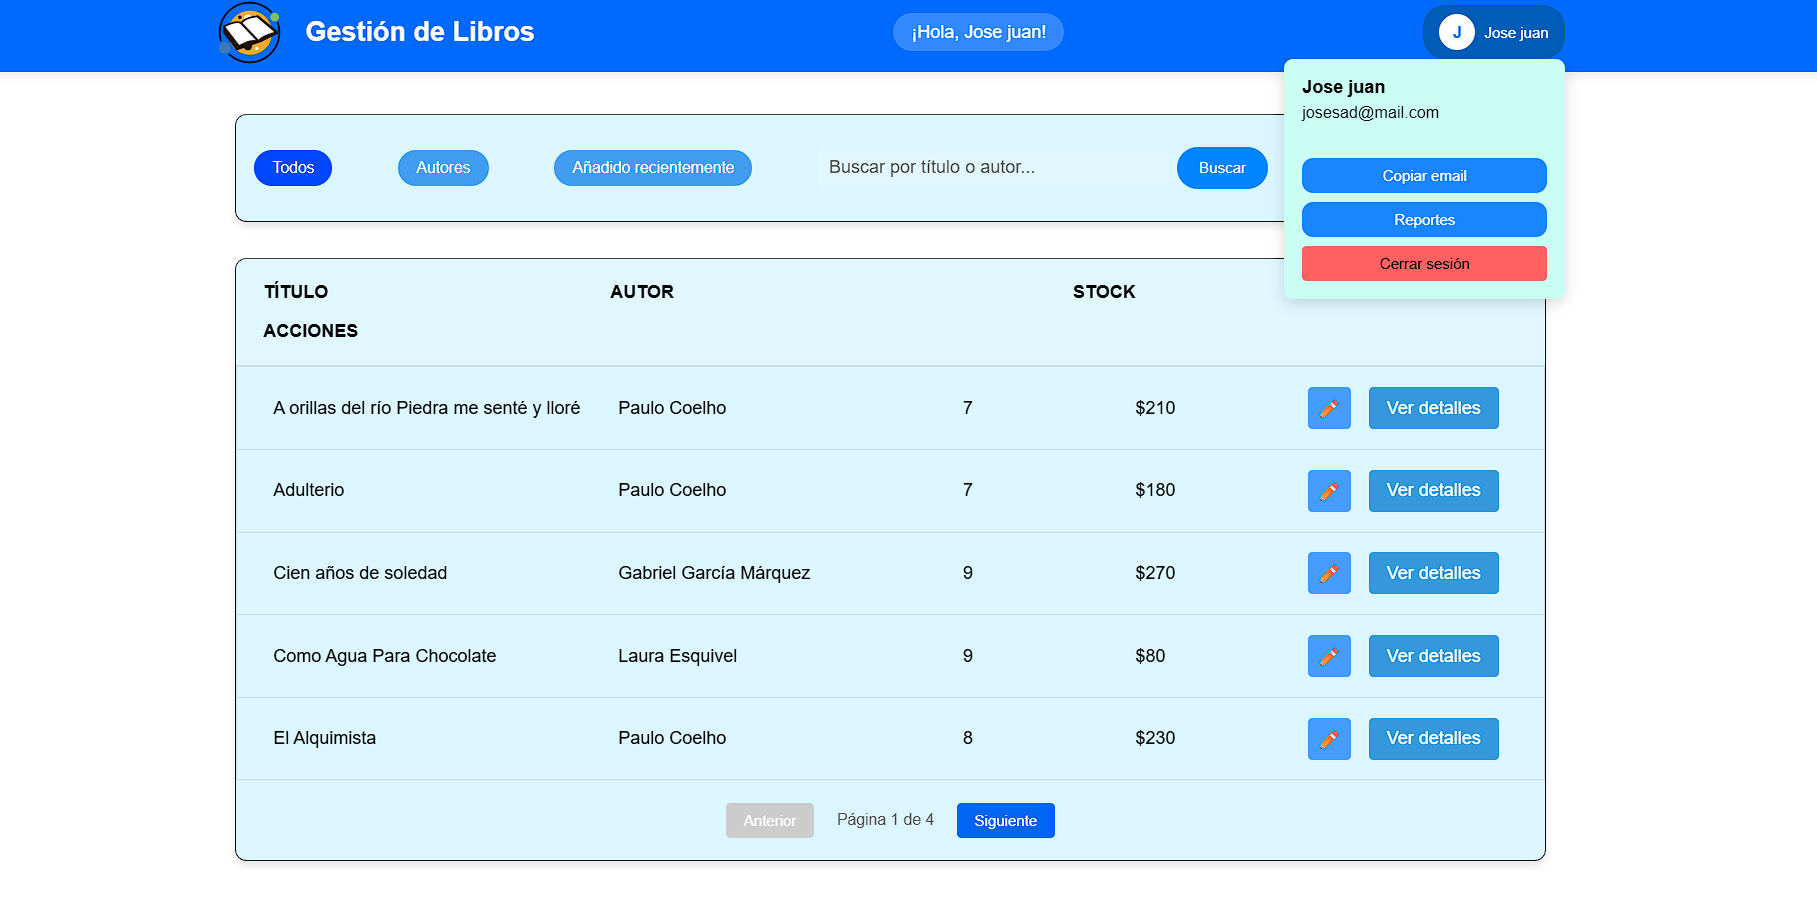 Gestión de Libros
¡Hola, Jose juan!
J Jose juan
Jose juan
josesad@mail.com
Copiar email
Reportes
Cerrar sesión
Todos Autores Añadido recientemente Buscar por título o autor... Buscar
TÍTULO AUTOR STOCK
ACCIONES
A orillas del río Piedra me senté y lloré Paulo Coelho 7 $210 Ver detalles
Adulterio Paulo Coelho 7 $180 Ver detalles
Cien años de soledad Gabriel García Márquez 9 $270 Ver detalles
Como Agua Para Chocolate Laura Esquivel 9 $80 Ver detalles
El Alquimista Paulo Coelho 8 $230 Ver detalles
Anterior Página 1 de 4 Siguiente